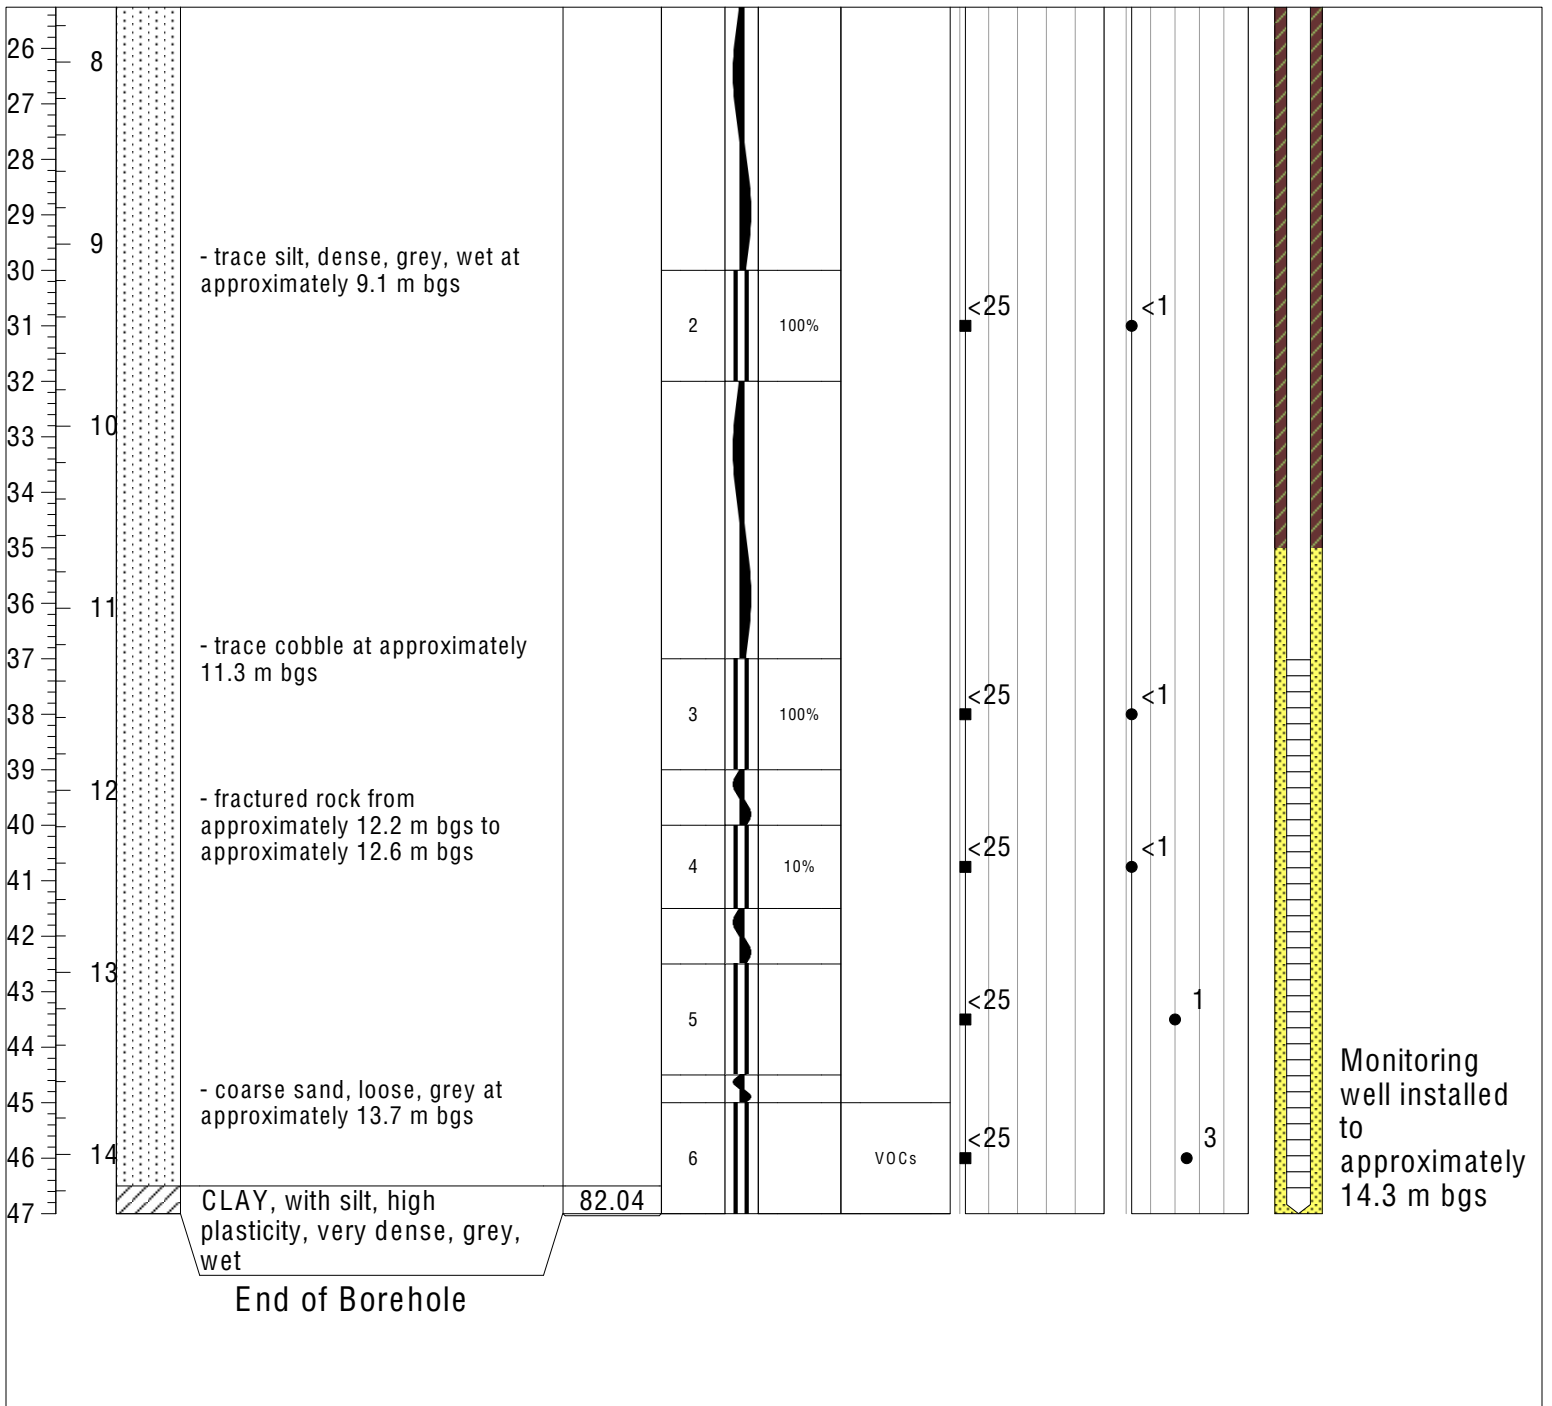 26
8
27
28
29
9
- trace silt, dense, grey, wet at
approximately 9.1 m bgs
30
31
2
100%
<25
<1
32
10
33
34
35
36
11
- trace cobble at approximately
11.3 m bgs
37
38
3
100%
<25
<1
39
12
- fractured rock from
approximately 12.2 m bgs to
approximately 12.6 m bgs
40
41
4
10%
<25
<1
42
13
43
5
<25
1
44
- coarse sand, loose, grey at
approximately 13.7 m bgs
45
46
14
6
VOCs
<25
3
Monitoring
well installed
to
approximately
14.3 m bgs
47
CLAY, with silt, high
plasticity, very dense, grey,
wet
82.04
End of Borehole